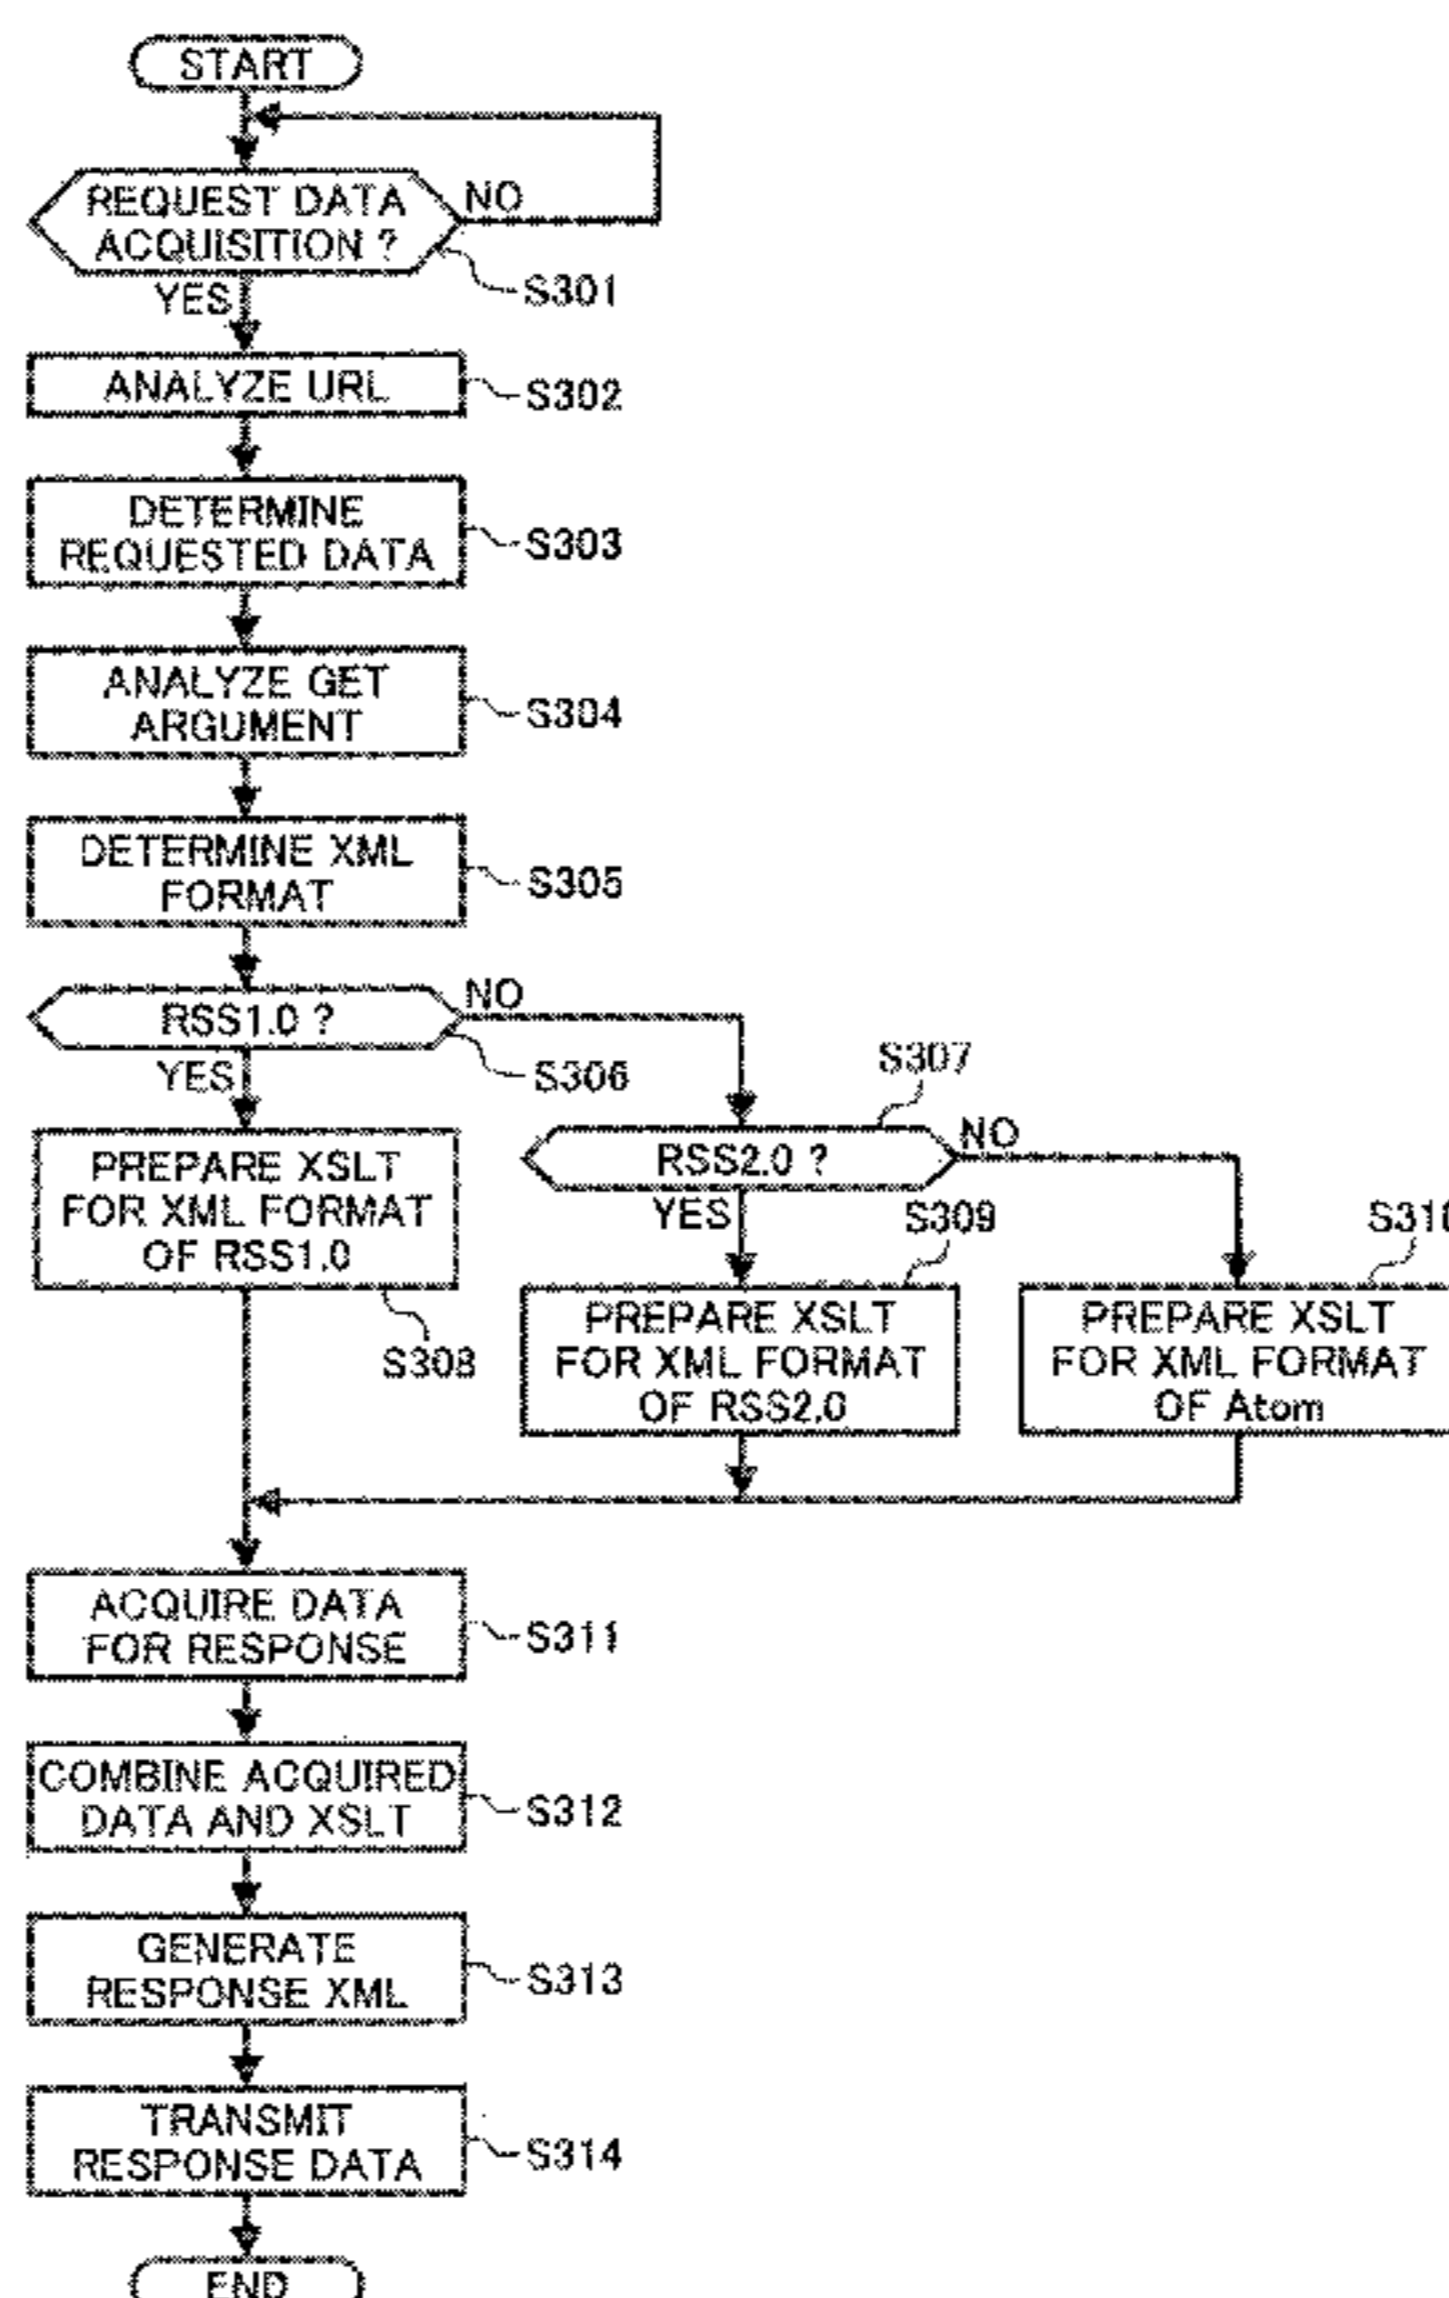 START
REQUEST DATA
ACQUISITION ?
NO
S301
YES
ANALYZE URL
S302
DETERMINE
REQUESTED DATA
S303
ANALYZE GET
ARGUMENT
S304
DETERMINE XML
FORMAT
S305
RSS1.0 ?
NO
S306
YES
S307
RSS2.0 ?
NO
YES
PREPARE XSLT
FOR XML FORMAT
OF RSS1.0
S308
S309
PREPARE XSLT
FOR XML FORMAT
OF RSS2.0
S310
PREPARE XSLT
FOR XML FORMAT
OF Atom
ACQUIRE DATA
FOR RESPONSE
S311
COMBINE ACQUIRED
DATA AND XSLT
S312
GENERATE
RESPONSE XML
S313
TRANSMIT
RESPONSE DATA
S314
END